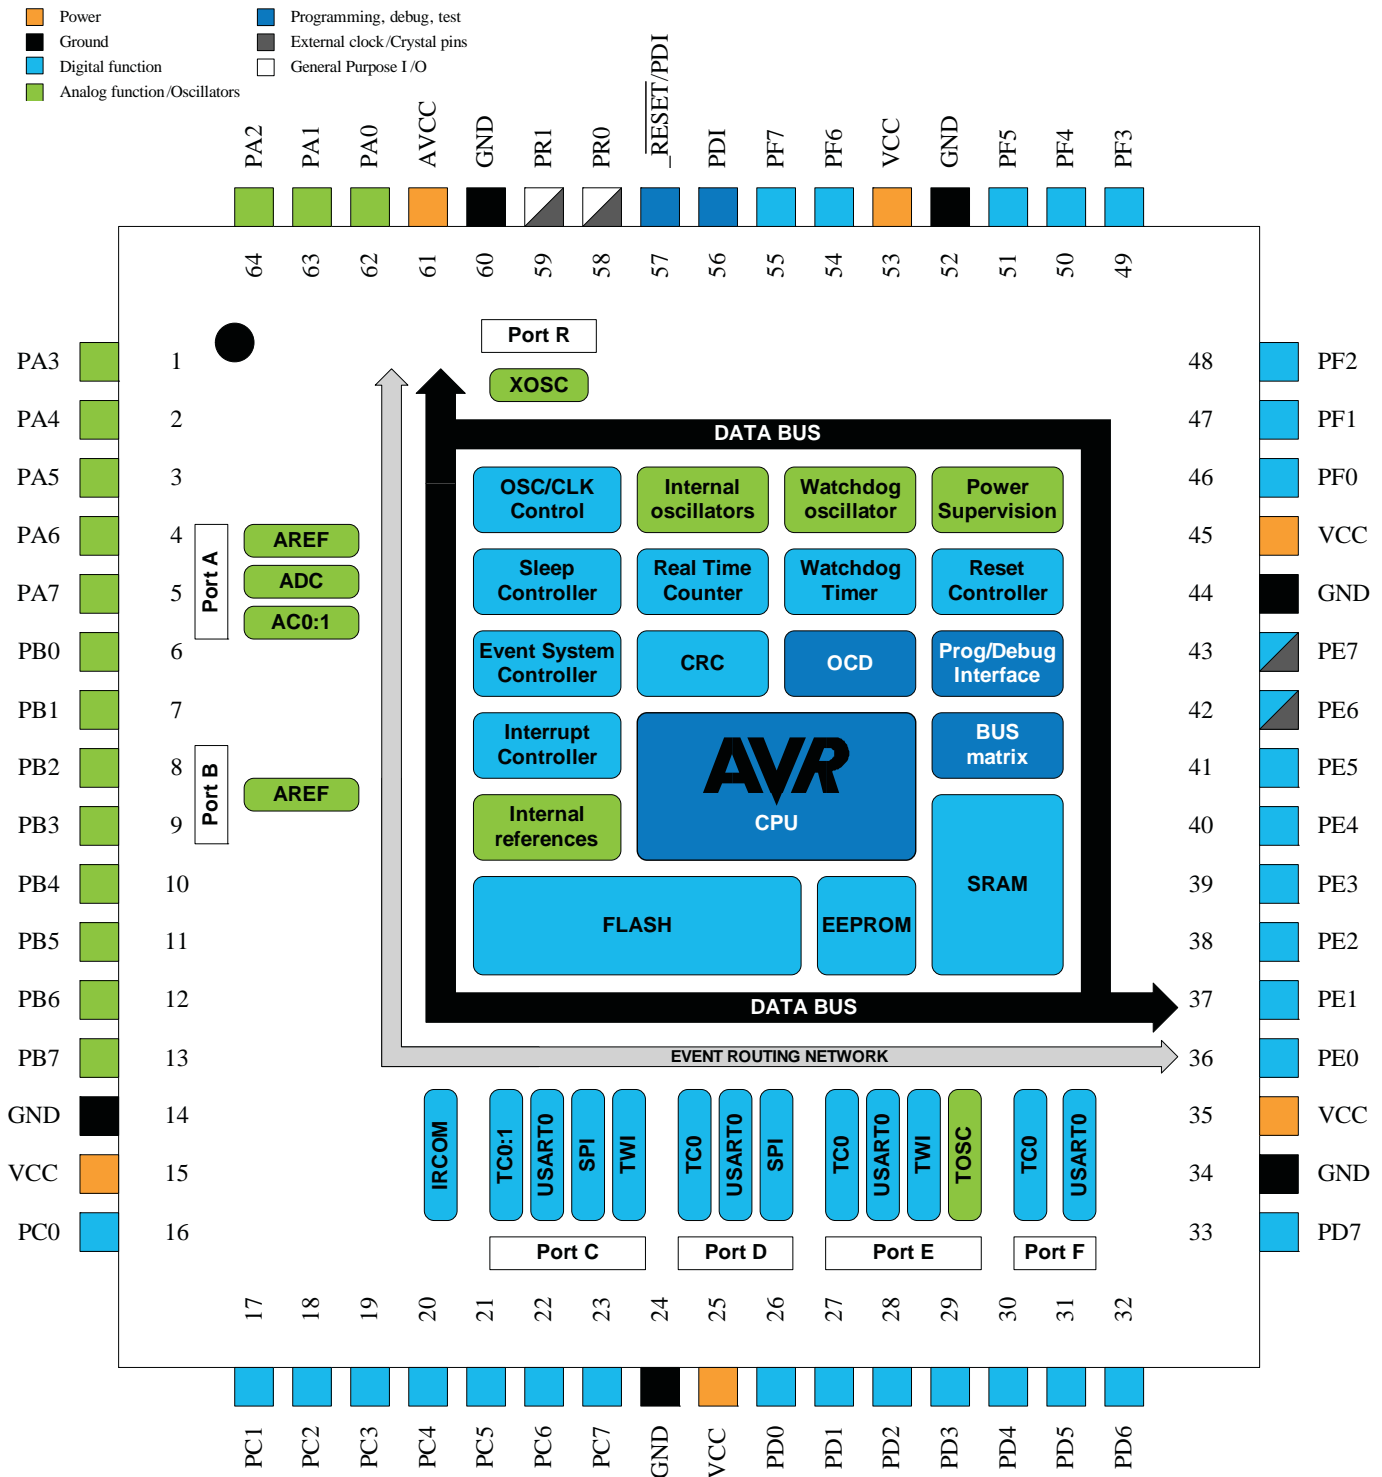 Power
Ground
Digital function
Analog function/Oscillators
Programming, debug, test
External clock/Crystal pins
General Purpose I/O
PA2
PA1
PA0
AVCC
GND
PR1
PR0
_RESET/PDI
PDI
PF7
PF6
VCC
GND
PF5
PF4
PF3
64
63
62
61
60
59
58
57
56
55
54
53
52
51
50
49
PA3 1
PA4 2
PA5 3
PA6 4
PA7 5
PB0 6
PB1 7
PB2 8
PB3 9
PB4 10
PB5 11
PB6 12
PB7 13
GND 14
VCC 15
PC0 16
Port A
AREF
ADC
AC0:1
Port B
AREF
Port R
XOSC
DATA BUS
OSC/CLK
Control
Internal
oscillators
Watchdog
oscillator
Power
Supervision
Sleep
Controller
Real Time
Counter
Watchdog
Timer
Reset
Controller
Event System
Controller
CRC
OCD
Prog/Debug
Interface
Interrupt
Controller
AVR
CPU
BUS
matrix
Internal
references
SRAM
FLASH
EEPROM
DATA BUS
EVENT ROUTING NETWORK
IRCOM
TC0:1
USART0
SPI
TWI
TC0
USART0
SPI
TC0
USART0
TWI
TOSC
TC0
USART0
Port C
Port D
Port E
Port F
48 PF2
47 PF1
46 PF0
45 VCC
44 GND
43 PE7
42 PE6
41 PE5
40 PE4
39 PE3
38 PE2
37 PE1
36 PE0
35 VCC
34 GND
33 PD7
17
18
19
20
21
22
23
24
25
26
27
28
29
30
31
32
PC1
PC2
PC3
PC4
PC5
PC6
PC7
GND
VCC
PD0
PD1
PD2
PD3
PD4
PD5
PD6